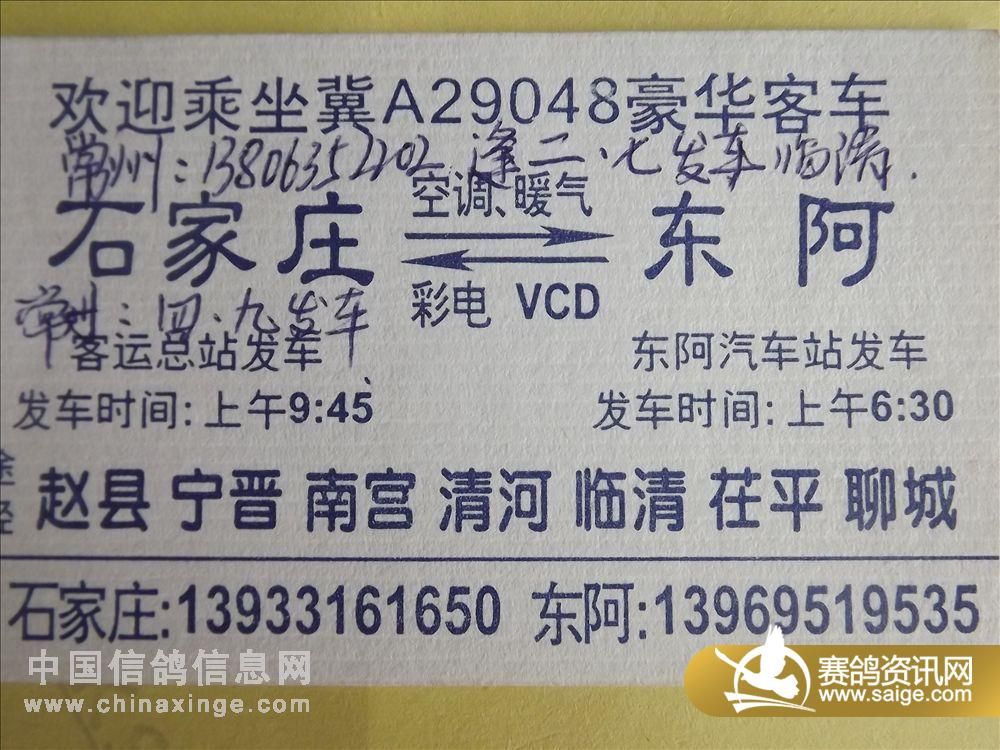 欢迎乘坐冀A29048豪华客车
常州:13806352202 逢二、七发车临清.
空调、暖气
石家庄 东阿
彩电 VCD
常州:四、九发车、
客运总站发车 东阿汽车站发车
发车时间:上午9:45 发车时间:上午6:30
途经 赵县 宁晋 南宫 清河 临清 茌平 聊城
石家庄:13933161650 东阿:13969519535
中国信鸽信息网
www.chinaxinge.com
赛鸽资讯网
www.saige.com